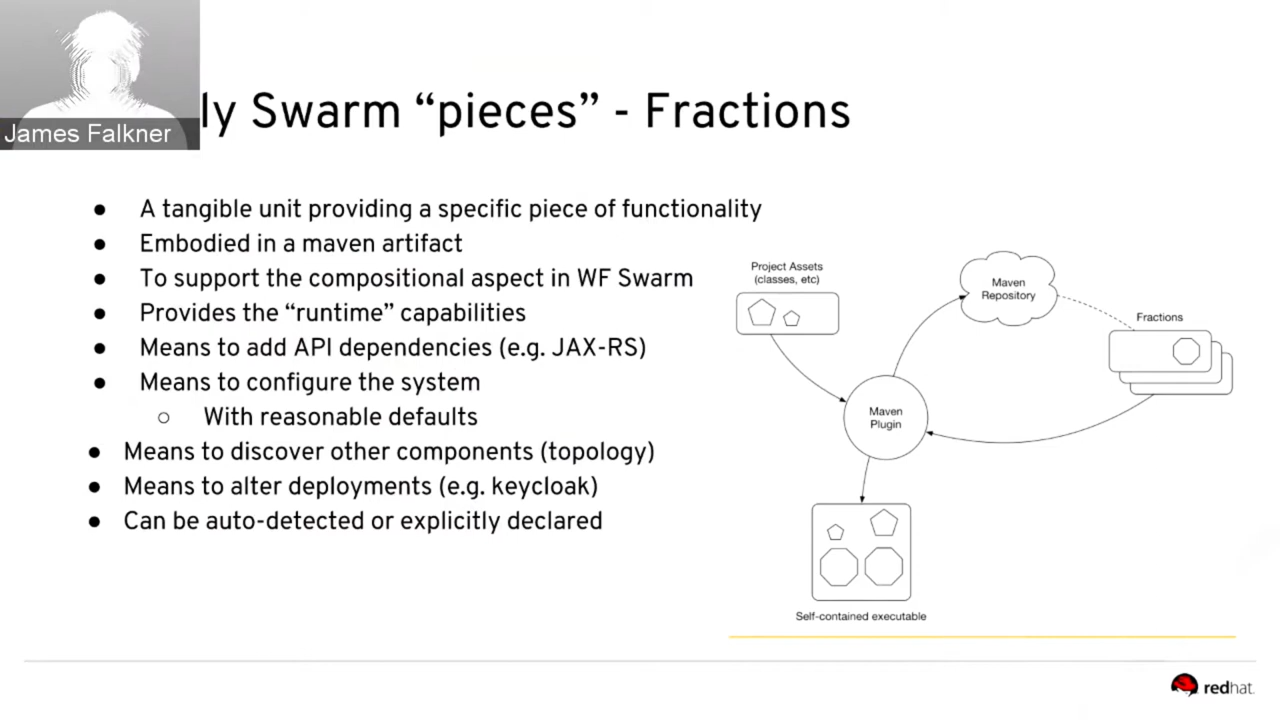 James Falkner
ly Swarm “pieces” - Fractions
● A tangible unit providing a specific piece of functionality
● Embodied in a maven artifact
● To support the compositional aspect in WF Swarm
● Provides the “runtime” capabilities
● Means to add API dependencies (e.g. JAX-RS)
● Means to configure the system
○ With reasonable defaults
● Means to discover other components (topology)
● Means to alter deployments (e.g. keycloak)
● Can be auto-detected or explicitly declared
Project Assets
(classes, etc)
Maven
Repository
Fractions
Maven
Plugin
Self-contained executable
redhat.